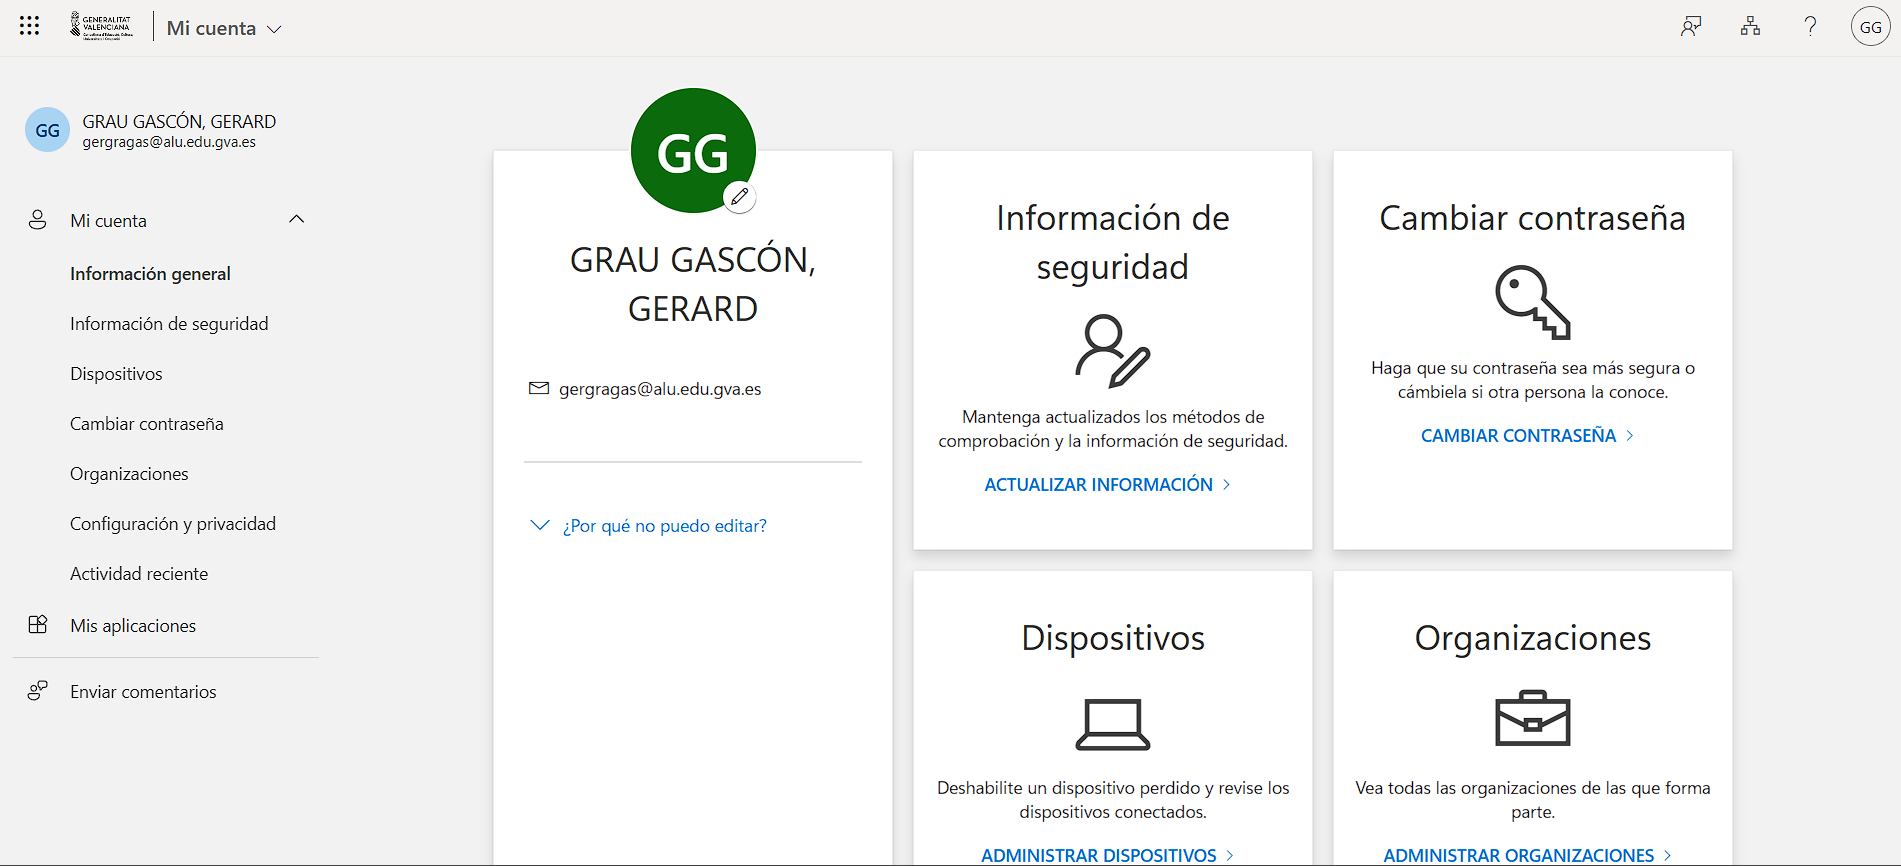 GENERALITAT
VALENCIANA
Mi cuenta
GG
GG
GRAU GASCÓN, GERARD
gergragas@alu.edu.gva.es
Mi cuenta
Información general
Información de seguridad
Dispositivos
Cambiar contraseña
Organizaciones
Configuración y privacidad
Actividad reciente
Mis aplicaciones
Enviar comentarios
GG
GRAU GASCÓN,
GERARD
gergragas@alu.edu.gva.es
¿Por qué no puedo editar?
Información de
seguridad
Mantenga actualizados los métodos de
comprobación y la información de seguridad.
ACTUALIZAR INFORMACIÓN
Cambiar contraseña
Haga que su contraseña sea más segura o
cámbiela si otra persona la conoce.
CAMBIAR CONTRASEÑA
Dispositivos
Deshabilite un dispositivo perdido y revise los
dispositivos conectados.
ADMINISTRAR DISPOSITIVOS
Organizaciones
Vea todas las organizaciones de las que forma
parte.
ADMINISTRAR ORGANIZACIONES